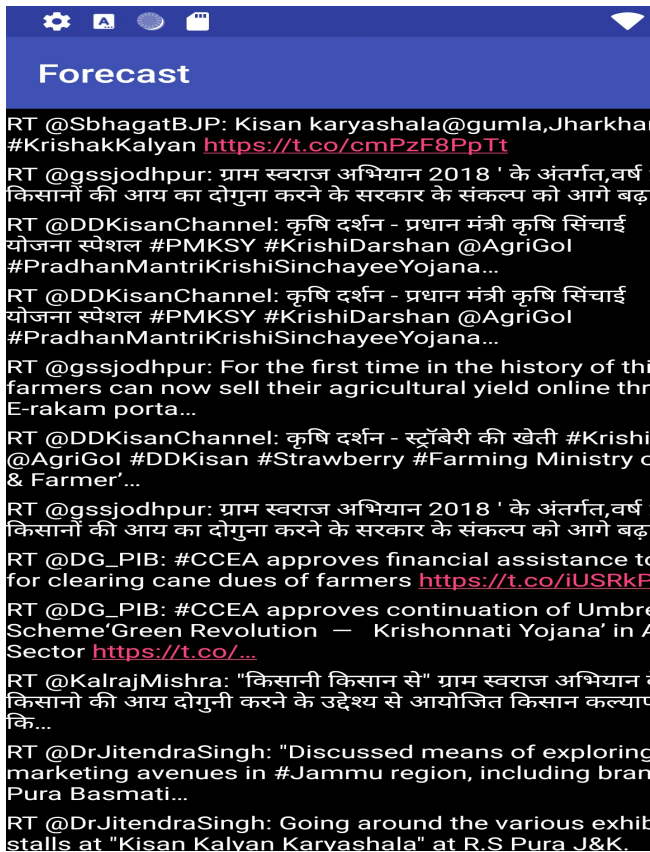 Forecast
RT @SbhagatBJP: Kisan karyashala@gumla,Jharkha
#KrishakKalyan https://t.co/cmPzF8PpTt
RT @gssjodhpur: ग्राम स्वराज अभियान 2018 ' के अंतर्गत,वर्ष
किसानों की आय का दोगुना करने के सरकार के संकल्प को आगे बढ़
RT @DDKisanChannel: कृषि दर्शन - प्रधान मंत्री कृषि सिंचाई
योजना स्पेशल #PMKSY #KrishiDarshan @AgriGoI
#PradhanMantriKrishiSinchayeeYojana…
RT @DDKisanChannel: कृषि दर्शन - प्रधान मंत्री कृषि सिंचाई
योजना स्पेशल #PMKSY #KrishiDarshan @AgriGoI
#PradhanMantriKrishiSinchayeeYojana…
RT @gssjodhpur: For the first time in the history of thi
farmers can now sell their agricultural yield online thr
E-rakam porta…
RT @DDKisanChannel: कृषि दर्शन - स्ट्रॉबेरी की खेती #Krishi
@AgriGoI #DDKisan #Strawberry #Farming Ministry o
& Farmer’…
RT @gssjodhpur: ग्राम स्वराज अभियान 2018 ' के अंतर्गत,वर्ष
किसानों की आय का दोगुना करने के सरकार के संकल्प को आगे बढ़
RT @DG_PIB: #CCEA approves financial assistance to
for clearing cane dues of farmers https://t.co/iUSRkP
RT @DG_PIB: #CCEA approves continuation of Umbre
Scheme‘Green Revolution — Krishonnati Yojana’ in A
Sector https://t.co/…
RT @KalrajMishra: "किसानी किसान से" ग्राम स्वराज अभियान
किसानो की आय दोगुनी करने के उद्देश्य से आयोजित किसान कल्याण
कि…
RT @DrJitendraSingh: "Discussed means of exploring
marketing avenues in #Jammu region, including bran
Pura Basmati…
RT @DrJitendraSingh: Going around the various exhib
stalls at "Kisan Kalyan Karyashala" at R.S Pura J&K.